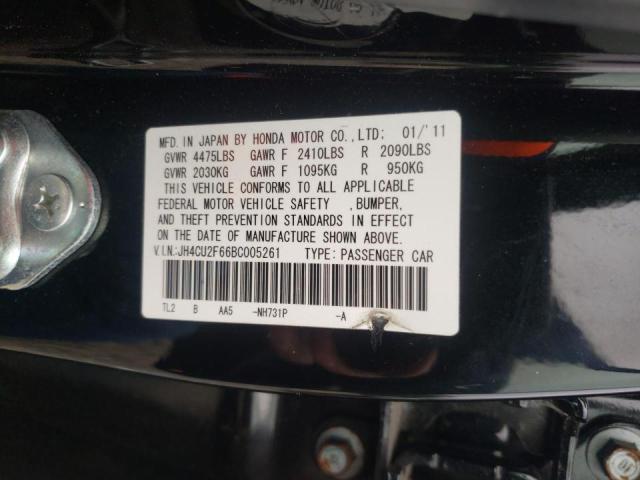 MFD. IN JAPAN BY HONDA MOTOR CO., LTD: 01/'11
GVWR 4475LBS GAWR F 2410LBS R 2090LBS
GVWR 2030KG GAWR F 1095KG R 950KG
THIS VEHICLE CONFORMS TO ALL APPLICABLE
FEDERAL MOTOR VEHICLE SAFETY ,BUMPER,
AND THEFT PREVENTION STANDARDS IN EFFECT
ON THE DATE OF MANUFACTURE SHOWN ABOVE.
V.I.N.:JH4CU2F66BC005261 TYPE: PASSENGER CAR
TL2 B AA5 -NH731P -A